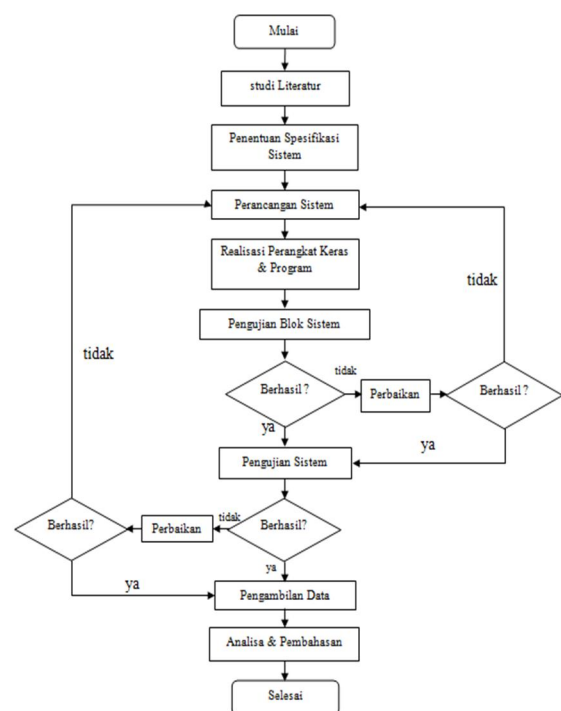 Mulai
studi Literatur
Penentuan Spesifikasi
Sistem
Perancangan Sistem
Realisasi Perangkat Keras
& Program
tidak
tidak
Pengujian Blok Sistem
Berhasil ?
tidak
Perbaikan
Berhasil ?
ya
ya
Pengujian Sistem
Berhasil?
Perbaikan
tidak
Berhasil?
ya
ya
Pengambilan Data
Analisa & Pembahasan
Selesai